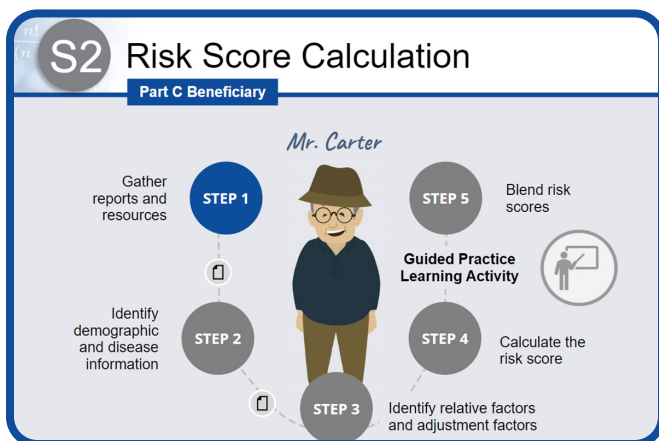 n!
(n
S2
Risk Score Calculation
Part C Beneficiary
Mr. Carter
Gather
reports and
resources
STEP 1
STEP 5
Blend risk
scores
Guided Practice
Learning Activity
Identify
demographic
and disease
information
STEP 2
STEP 4
Calculate the
risk score
STEP 3
Identify relative factors
and adjustment factors